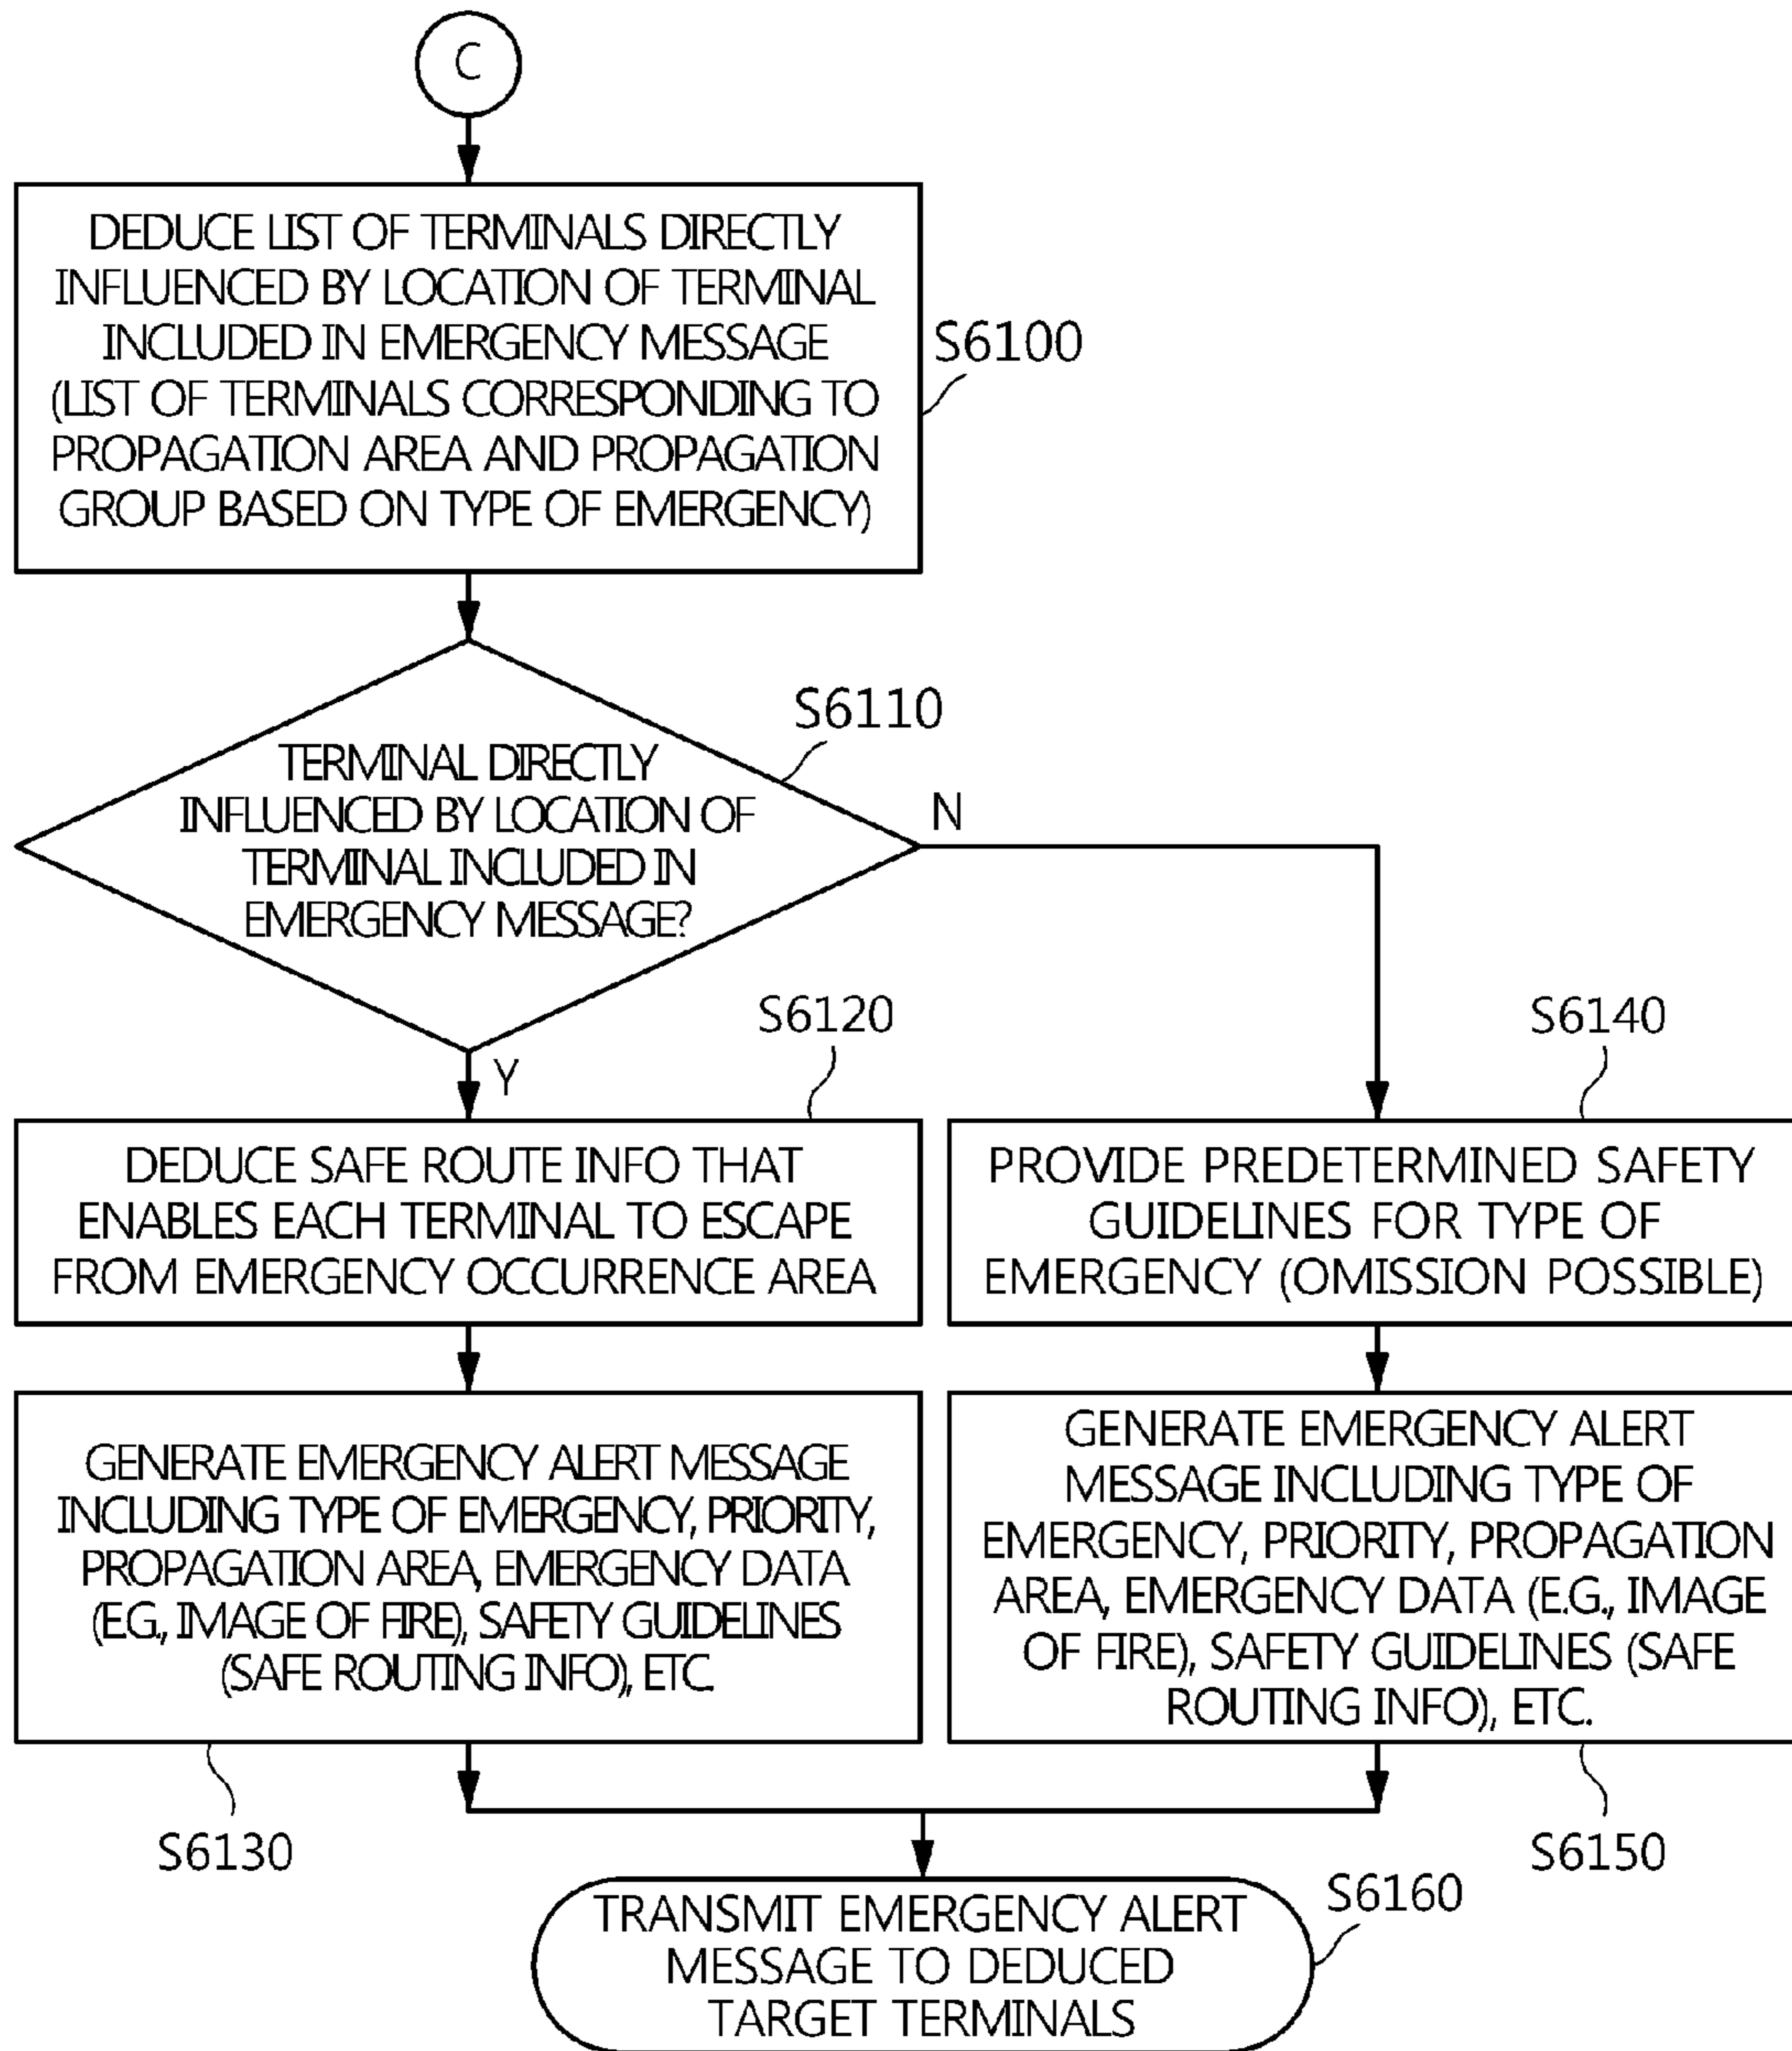 C
DEDUCE LIST OF TERMINALS DIRECTLY
INFLUENCED BY LOCATION OF TERMINAL
INCLUDED IN EMERGENCY MESSAGE
(LIST OF TERMINALS CORRESPONDING TO
PROPAGATION AREA AND PROPAGATION
GROUP BASED ON TYPE OF EMERGENCY)
S6100
S6110
TERMINAL DIRECTLY
INFLUENCED BY LOCATION OF
TERMINAL INCLUDED IN
EMERGENCY MESSAGE?
N
Y
S6120
DEDUCE SAFE ROUTE INFO THAT
ENABLES EACH TERMINAL TO ESCAPE
FROM EMERGENCY OCCURRENCE AREA
S6140
PROVIDE PREDETERMINED SAFETY
GUIDELINES FOR TYPE OF
EMERGENCY (OMISSION POSSIBLE)
GENERATE EMERGENCY ALERT MESSAGE
INCLUDING TYPE OF EMERGENCY, PRIORITY,
PROPAGATION AREA, EMERGENCY DATA
(E.G., IMAGE OF FIRE), SAFETY GUIDELINES
(SAFE ROUTING INFO), ETC.
S6130
GENERATE EMERGENCY ALERT
MESSAGE INCLUDING TYPE OF
EMERGENCY, PRIORITY, PROPAGATION
AREA, EMERGENCY DATA (E.G., IMAGE
OF FIRE), SAFETY GUIDELINES (SAFE
ROUTING INFO), ETC.
S6150
S6160
TRANSMIT EMERGENCY ALERT
MESSAGE TO DEDUCED
TARGET TERMINALS